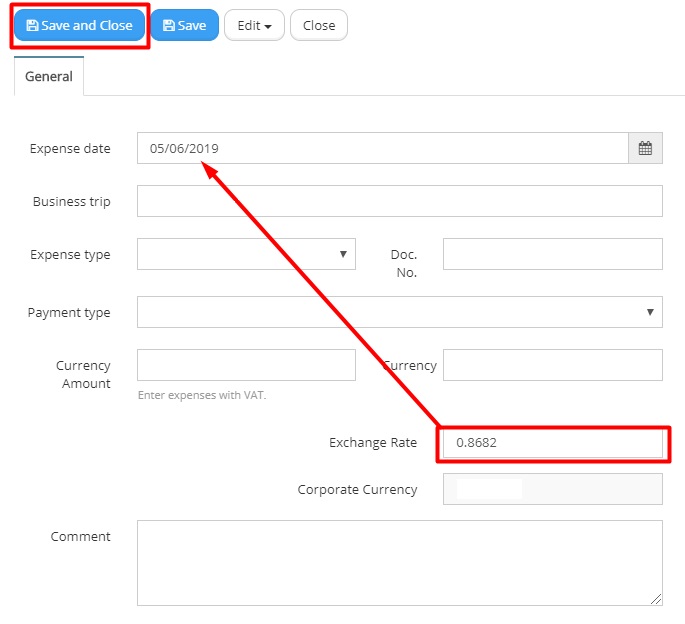 Save and Close Save Edit Close
General
Expense date 05/06/2019
Business trip
Expense type Doc.
No.
Payment type
Currency Currency
Amount
Enter expenses with VAT.
Exchange Rate 0.8682
Corporate Currency
Comment